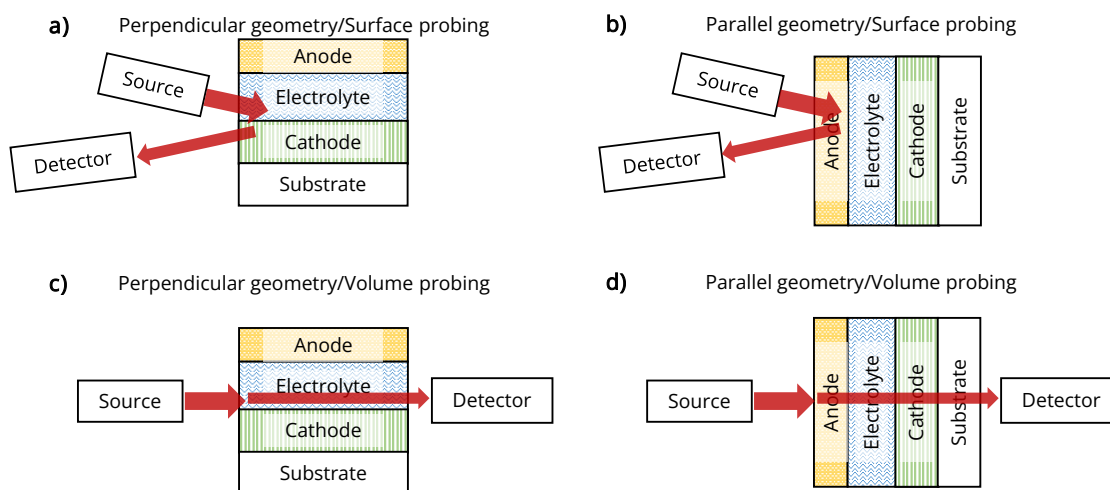 a) Perpendicular geometry/Surface probing
Anode
Source
Electrolyte
Detector
Cathode
Substrate
b) Parallel geometry/Surface probing
Source
Detector
Anode
Electrolyte
Cathode
Substrate
c) Perpendicular geometry/Volume probing
Anode
Source
Electrolyte
Detector
Cathode
Substrate
d) Parallel geometry/Volume probing
Source
Anode
Electrolyte
Cathode
Substrate
Detector